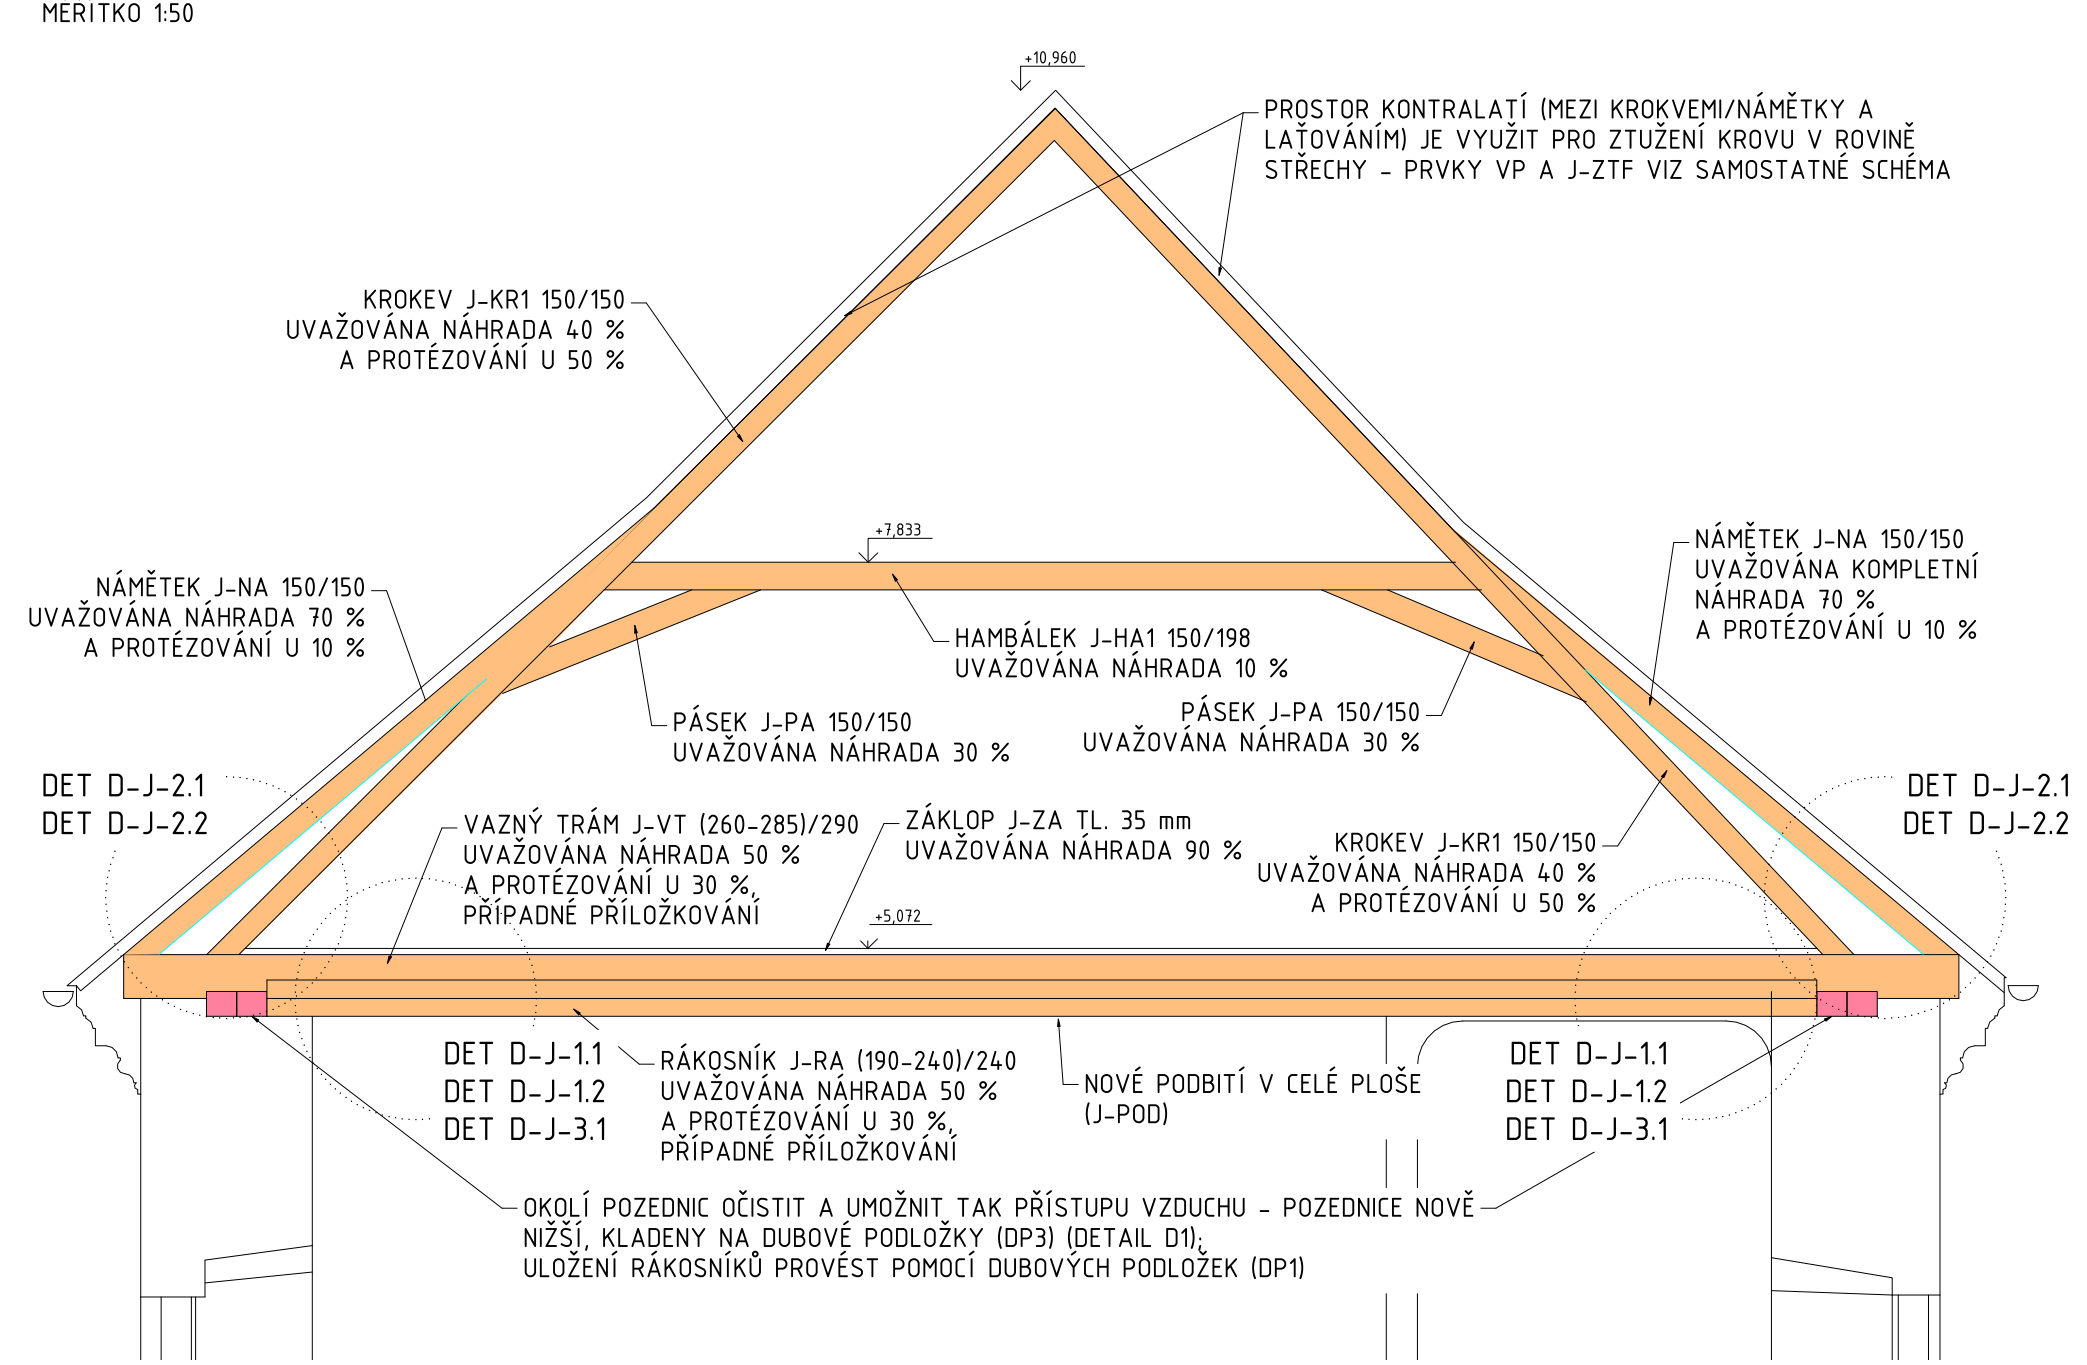 MĚŘÍTKO 1:50
+10,960
PROSTOR KONTRALATÍ (MEZI KROKVEMI/NÁMĚTKY A
LAŤOVÁNÍM) JE VYUŽIT PRO ZTUŽENÍ KROVU V ROVINĚ
STŘECHY - PRVKY VP A J-ZTF VIZ SAMOSTATNÉ SCHÉMA
KROKEV J-KR1 150/150
UVAŽOVÁNA NÁHRADA 40 %
A PROTÉZOVÁNÍ U 50 %
+7,833
NÁMĚTEK J-NA 150/150
UVAŽOVÁNA KOMPLETNÍ
NÁHRADA 70 %
A PROTÉZOVÁNÍ U 10 %
NÁMĚTEK J-NA 150/150
UVAŽOVÁNA NÁHRADA 70 %
A PROTÉZOVÁNÍ U 10 %
HAMBÁLEK J-HA1 150/198
UVAŽOVÁNA NÁHRADA 10 %
PÁSEK J-PA 150/150
UVAŽOVÁNA NÁHRADA 30 %
PÁSEK J-PA 150/150
UVAŽOVÁNA NÁHRADA 30 %
DET D-J-2.1
DET D-J-2.2
DET D-J-2.1
DET D-J-2.2
VAZNÝ TRÁM J-VT (260-285)/290
UVAŽOVÁNA NÁHRADA 50 %
A PROTÉZOVÁNÍ U 30 %,
PŘÍPADNÉ PŘÍLOŽKOVÁNÍ
ZÁKLOP J-ZA TL. 35 mm
UVAŽOVÁNA NÁHRADA 90 %
KROKEV J-KR1 150/150
UVAŽOVÁNA NÁHRADA 40 %
A PROTÉZOVÁNÍ U 50 %
+5,072
DET D-J-1.1
DET D-J-1.2
DET D-J-3.1
RÁKOSNÍK J-RA (190-240)/240
UVAŽOVÁNA NÁHRADA 50 %
A PROTÉZOVÁNÍ U 30 %,
PŘÍPADNÉ PŘÍLOŽKOVÁNÍ
NOVÉ PODBITÍ V CELÉ PLOŠE
(J-POD)
DET D-J-1.1
DET D-J-1.2
DET D-J-3.1
OKOLÍ POZEDNIC OČISTIT A UMOŽNIT TAK PŘÍSTUPU VZDUCHU - POZEDNICE NOVĚ
NIŽŠÍ, KLADENY NA DUBOVÉ PODLOŽKY (DP3) (DETAIL D1);
ULOŽENÍ RÁKOSNÍKŮ PROVÉST POMOCÍ DUBOVÝCH PODLOŽEK (DP1)